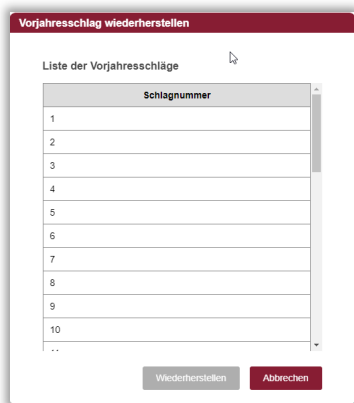 Vorjahresschlag wiederherstellen
Liste der Vorjahresschläge
Schlagnummer
1
2
3
4
5
6
7
8
9
10
Wiederherstellen
Abbrechen